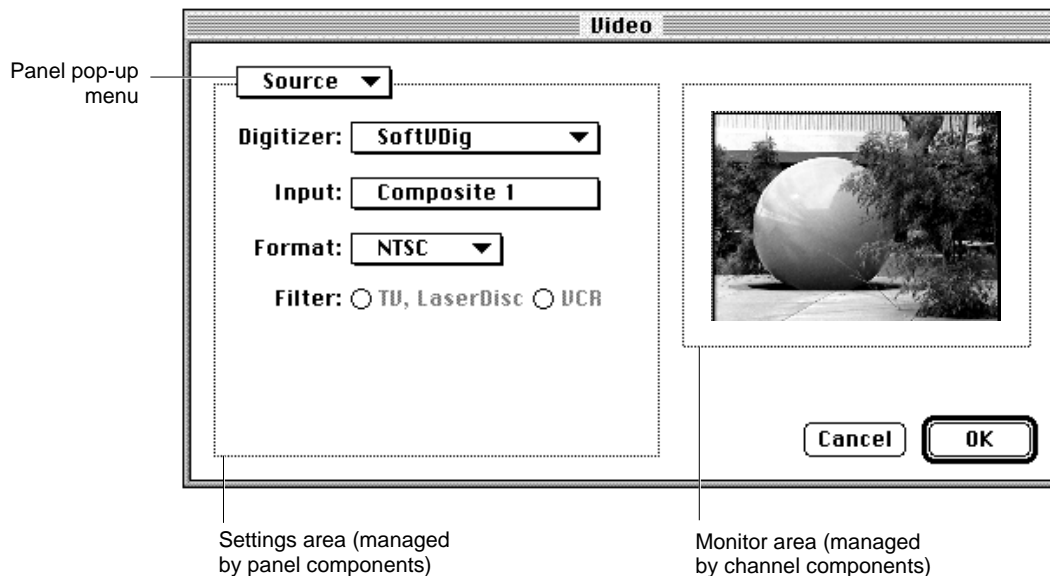 Video
Panel pop-up
menu
Source
Digitizer: SoftVDig
Input: Composite 1
Format: NTSC
Filter: TV, LaserDisc VCR
Cancel OK
Settings area (managed
by panel components)
Monitor area (managed
by channel components)